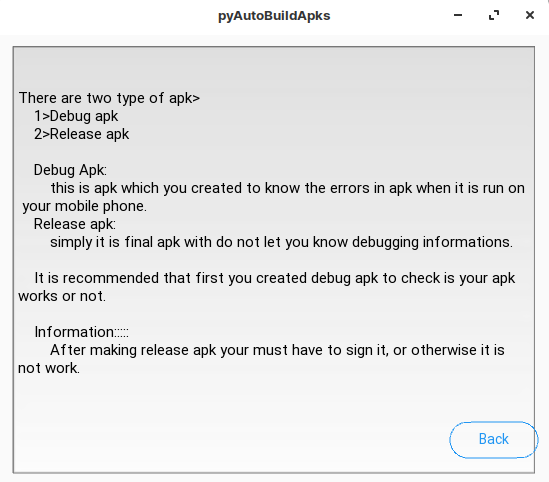 pyAutoBuildApks
There are two type of apk>
1>Debug apk
2>Release apk
Debug Apk:
this is apk which you created to know the errors in apk when it is run on
your mobile phone.
Release apk:
simply it is final apk with do not let you know debugging informations.
It is recommended that first you created debug apk to check is your apk
works or not.
Information:::::
After making release apk your must have to sign it, or otherwise it is
not work.
Back